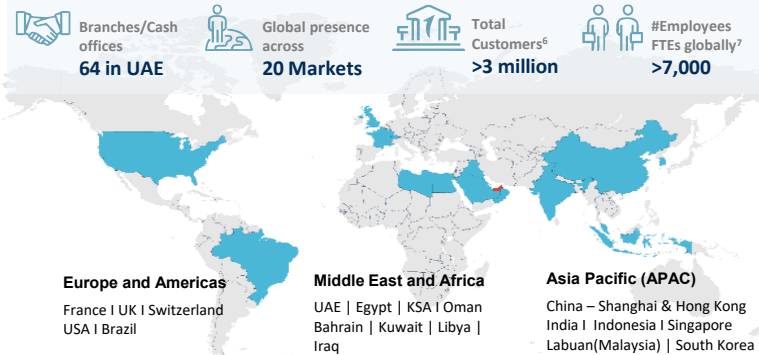 Branches/Cash
offices
64 in UAE
Global presence
across
20 Markets
Total
Customers⁶
>3 million
#Employees
FTEs globally⁷
>7,000
Europe and Americas
France I UK I Switzerland
USA I Brazil
Middle East and Africa
UAE | Egypt | KSA I Oman
Bahrain | Kuwait | Libya |
Iraq
Asia Pacific (APAC)
China – Shanghai & Hong Kong
India I Indonesia I Singapore
Labuan(Malaysia) | South Korea